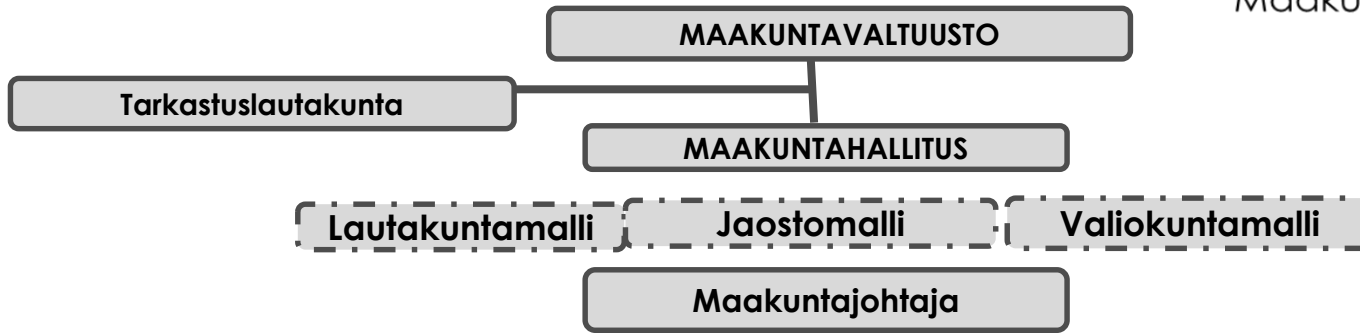 MAAKUNTAVALTUUSTO
Tarkastuslautakunta
MAAKUNTAHALLITUS
Lautakuntamalli
Jaostomalli
Valiokuntamalli
Maakuntajohtaja